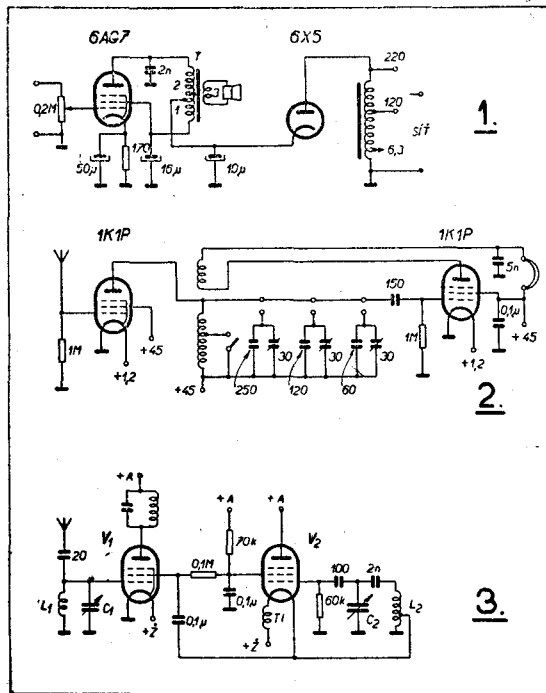 6AG7
6X5
T
2n
2
1
3
0,2M
50µ
170
16µ
10µ
220
120
6,3
SÍŤ
1.
1K1P
1K1P
1M
+45
+1,2
+45
250
30
120
30
60
30
150
1M
5n
0,1µ
+45
+1,2
2.
+A
V₁
20
L₁
C₁
+Ž
0,1µ
0,1M
+A
70k
0,1µ
+A
V₂
Tl
+Ž
60k
100
C₂
2n
L₂
3.